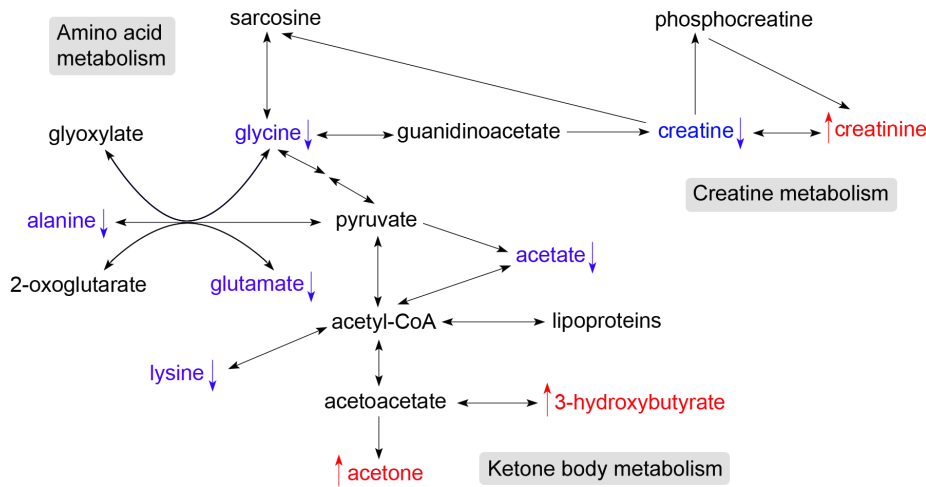 sarcosine
phosphocreatine
Amino acid
metabolism
glyoxylate
glycine
guanidinoacetate
creatine
creatinine
Creatine metabolism
alanine
pyruvate
acetate
2-oxoglutarate
glutamate
acetyl-CoA
lipoproteins
lysine
acetoacetate
3-hydroxybutyrate
acetone
Ketone body metabolism